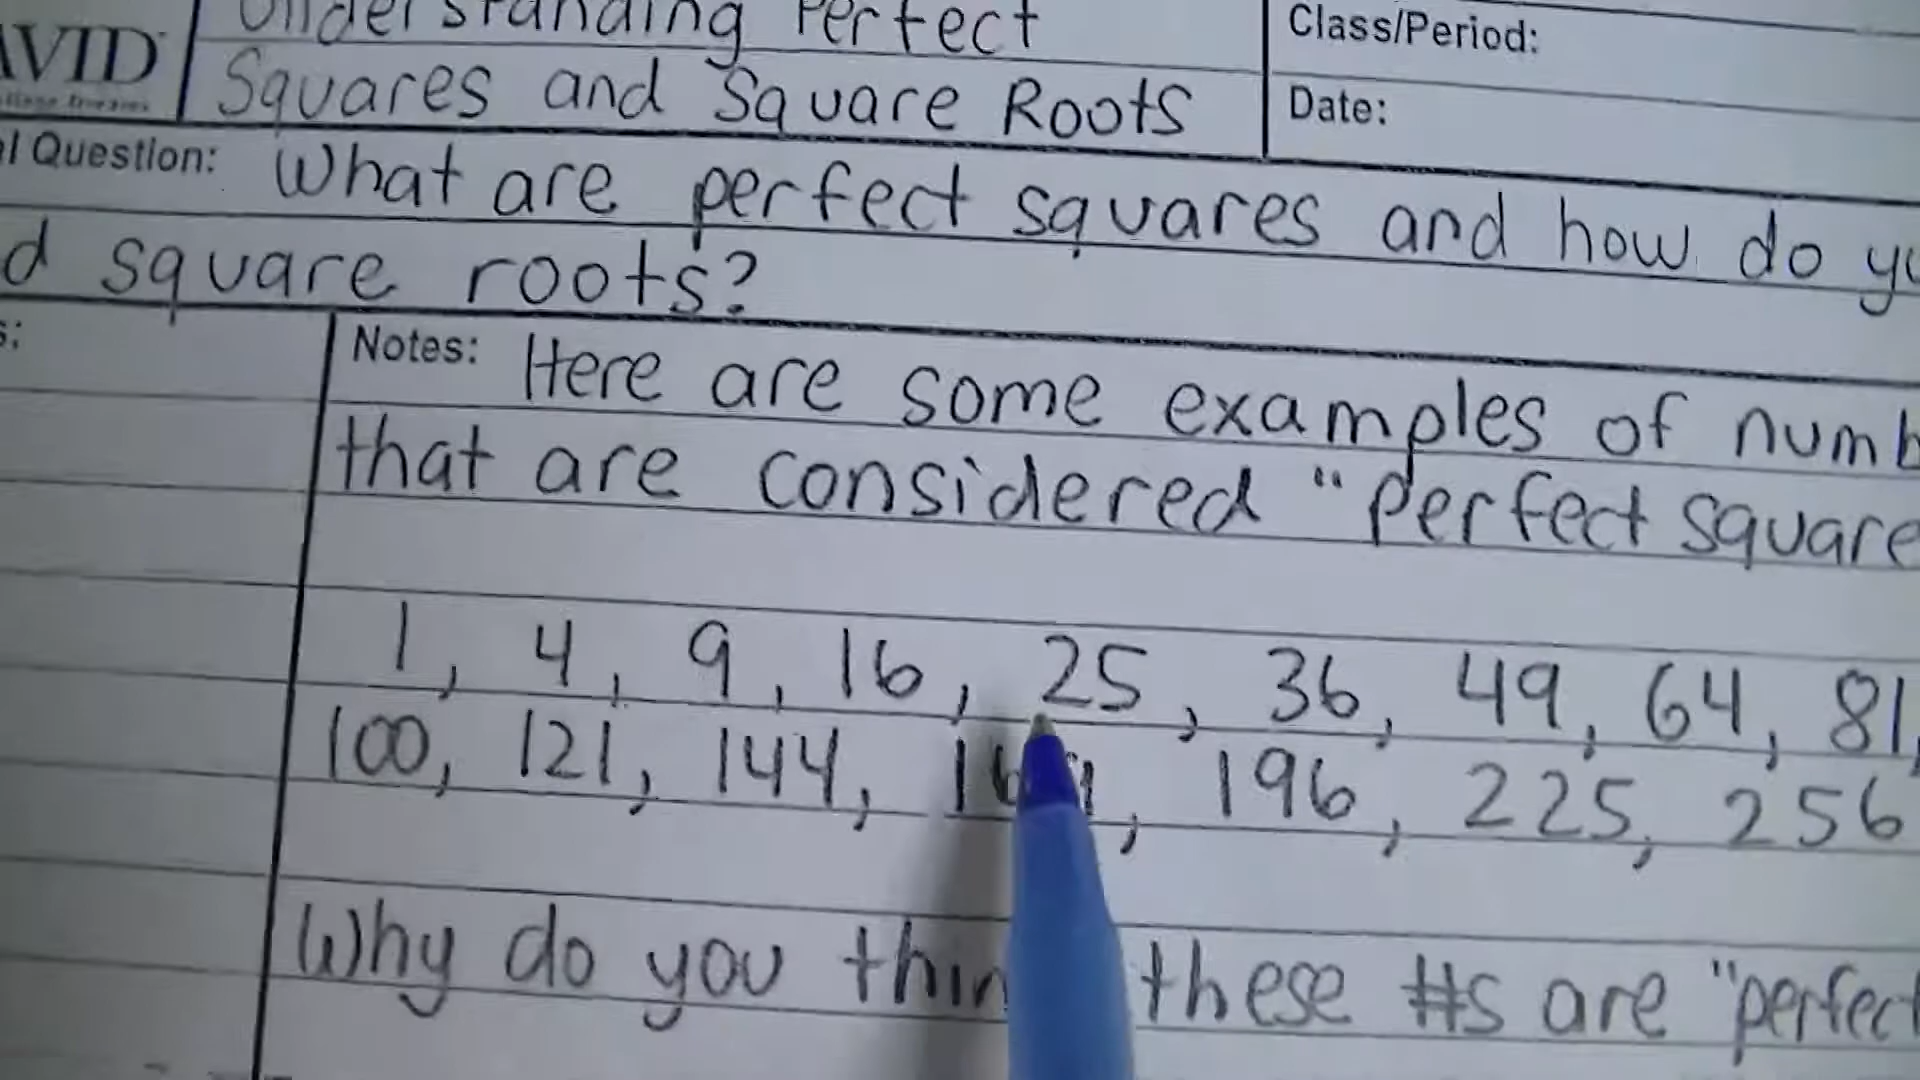 Understanding Perfect
AVID
Squares and Square Roots
Class/Period:
Date:
Question: What are perfect squares and how do
square roots?
Notes: Here are some examples of
that are considered "perfect square
1, 4, 9, 16, 25, 36, 49, 64, 81,
100, 121, 144, 196, 225, 256
Why do you these #s are "perfect